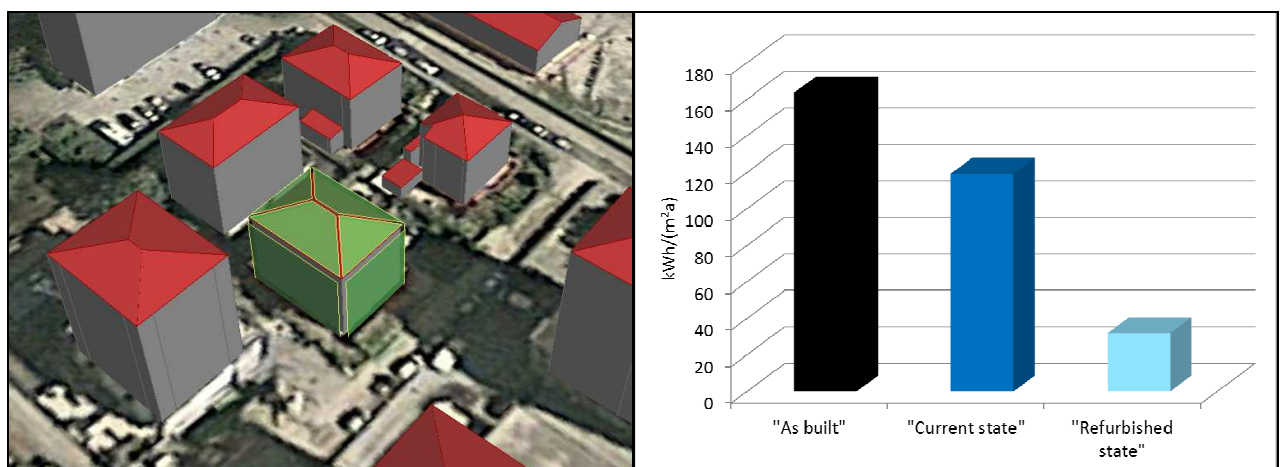 180
160
140
120
100
80
60
40
20
0
kWh/(m²a)
"As built"
"Current state"
"Refurbished
state"